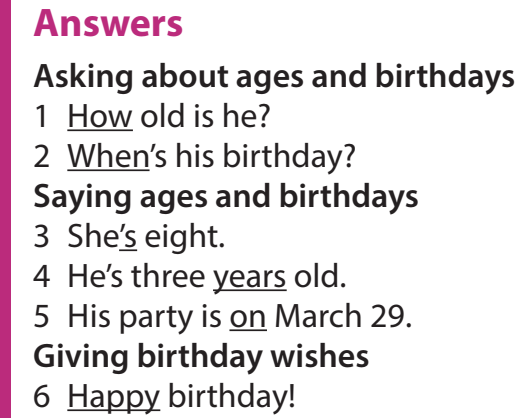 Answers
Asking about ages and birthdays
1 How old is he?
2 When's his birthday?
Saying ages and birthdays
3 She's eight.
4 He's three years old.
5 His party is on March 29.
Giving birthday wishes
6 Happy birthday!